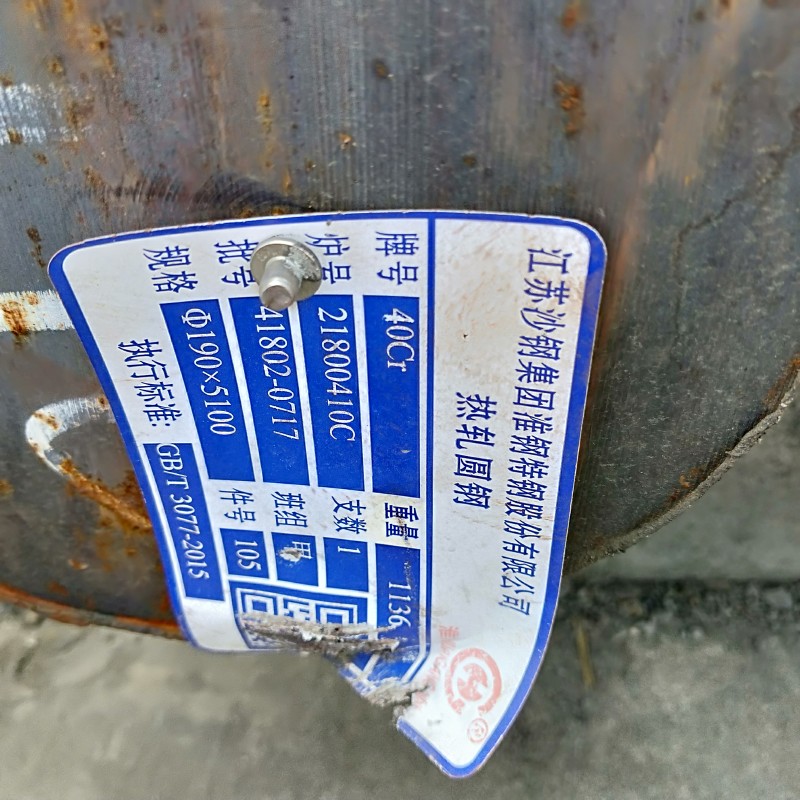 江苏沙钢集团淮钢特钢股份有限公司
热轧圆钢
牌号 40Cr 重量 1136
炉号 21800410C 支数 1
批号 41802-0717 班组 甲
规格 Φ190×5100 件号 105
执行标准: GB/T 3077-2015